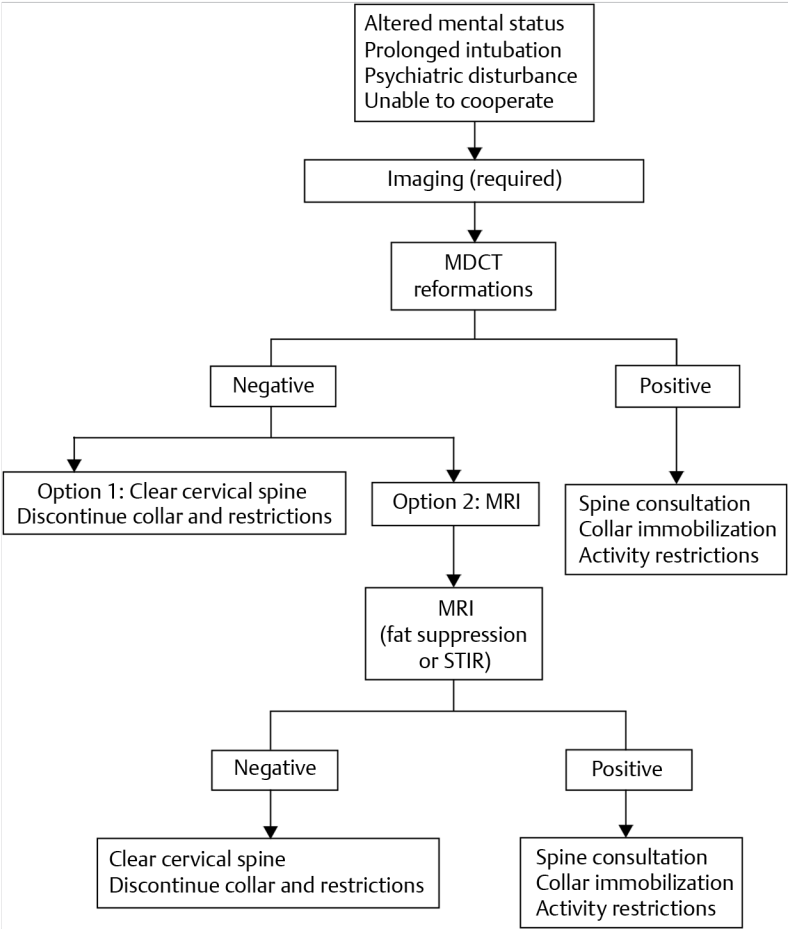 Altered mental status
Prolonged intubation
Psychiatric disturbance
Unable to cooperate
Imaging (required)
MDCT
reformations
Negative
Positive
Option 1: Clear cervical spine
Discontinue collar and restrictions
Option 2: MRI
Spine consultation
Collar immobilization
Activity restrictions
MRI
(fat suppression
or STIR)
Negative
Positive
Clear cervical spine
Discontinue collar and restrictions
Spine consultation
Collar immobilization
Activity restrictions